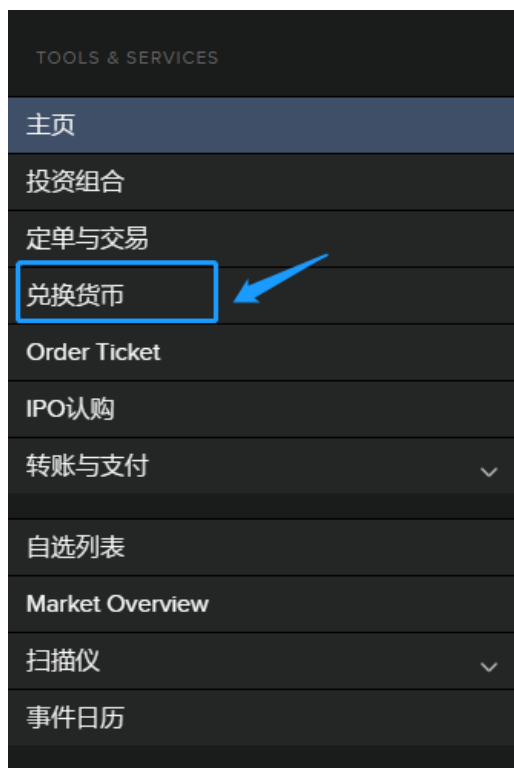 TOOLS & SERVICES
主页
投资组合
定单与交易
兑换货币
Order Ticket
IPO认购
转账与支付
自选列表
Market Overview
扫描仪
事件日历